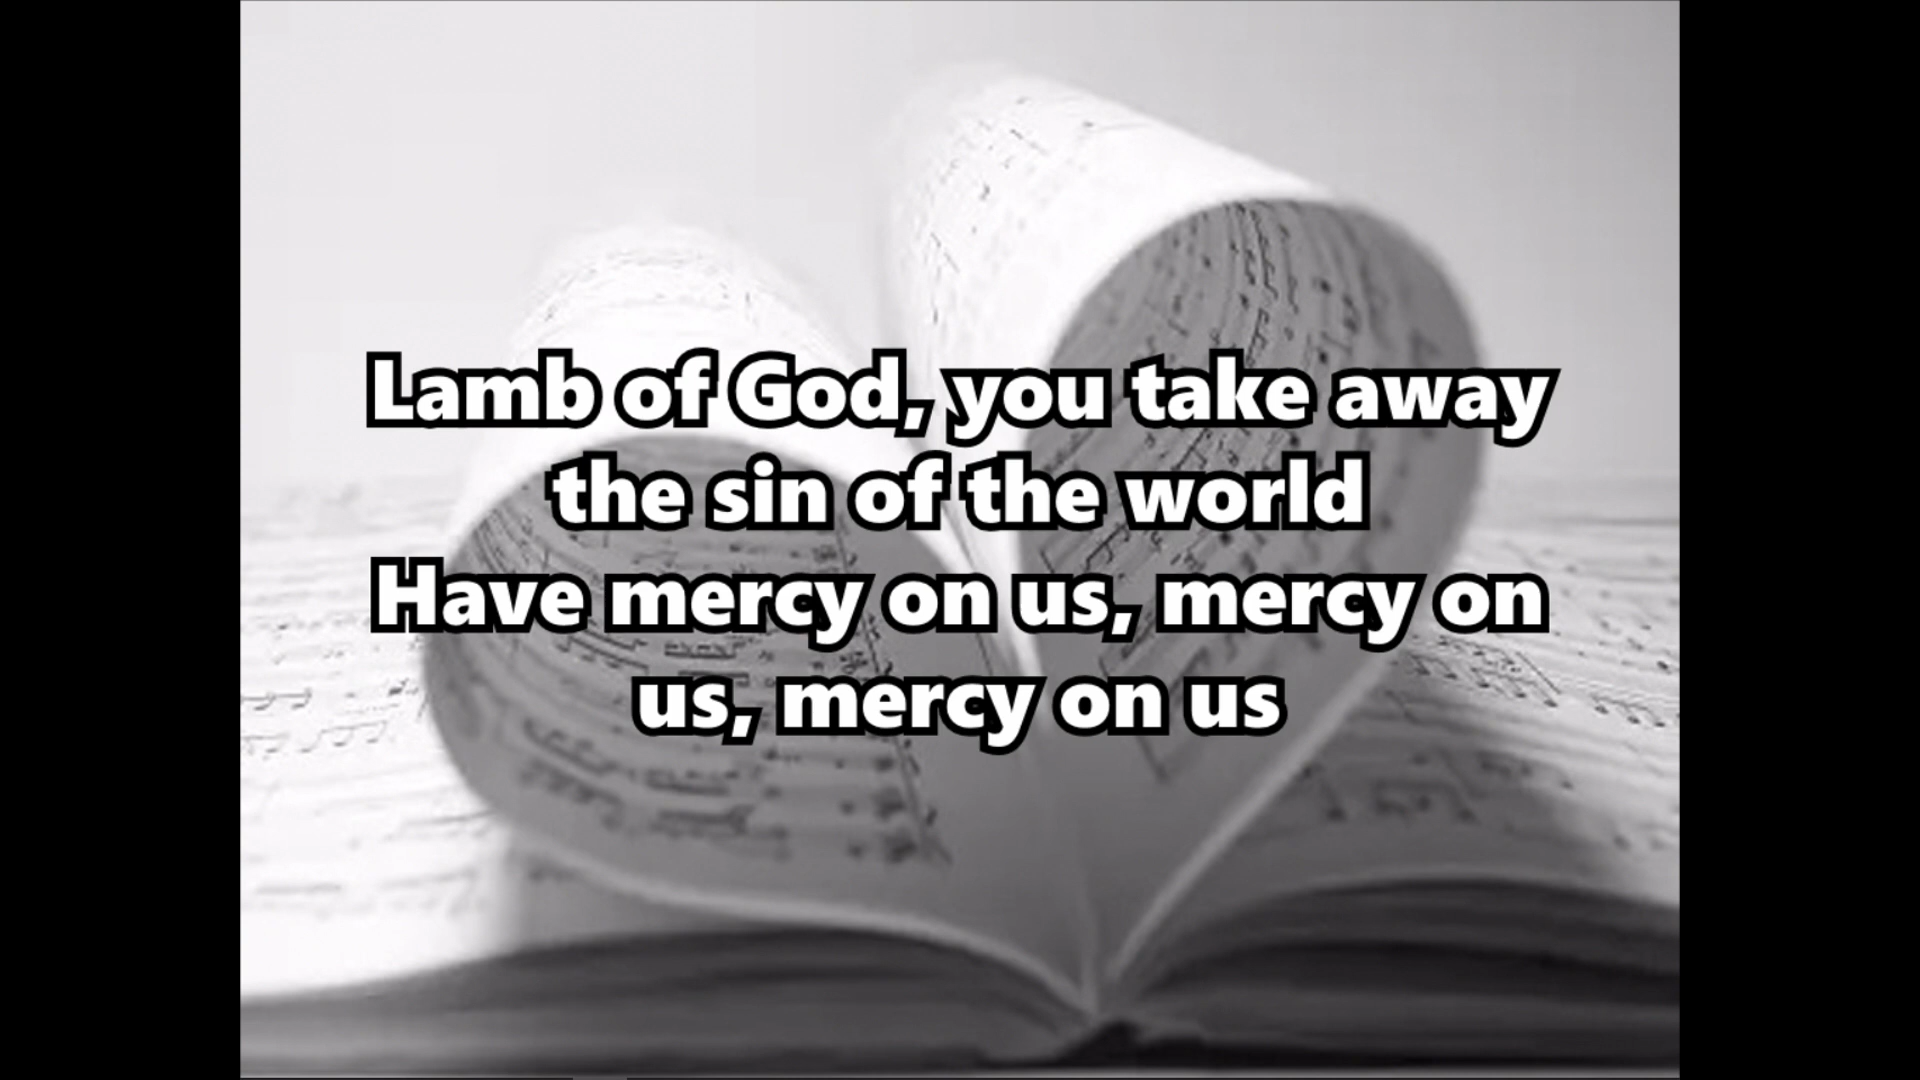 Lamb of God, you take away
the sin of the world
Have mercy on us, mercy on
us, mercy on us